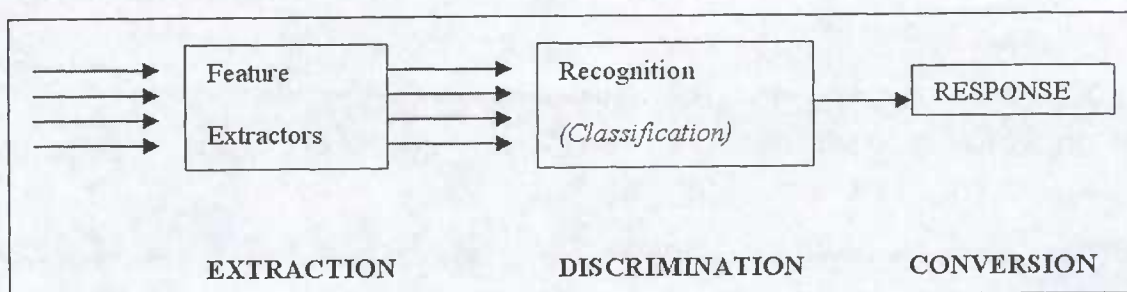 Feature
Extractors
Recognition
(Classification)
RESPONSE
EXTRACTION DISCRIMINATION CONVERSION